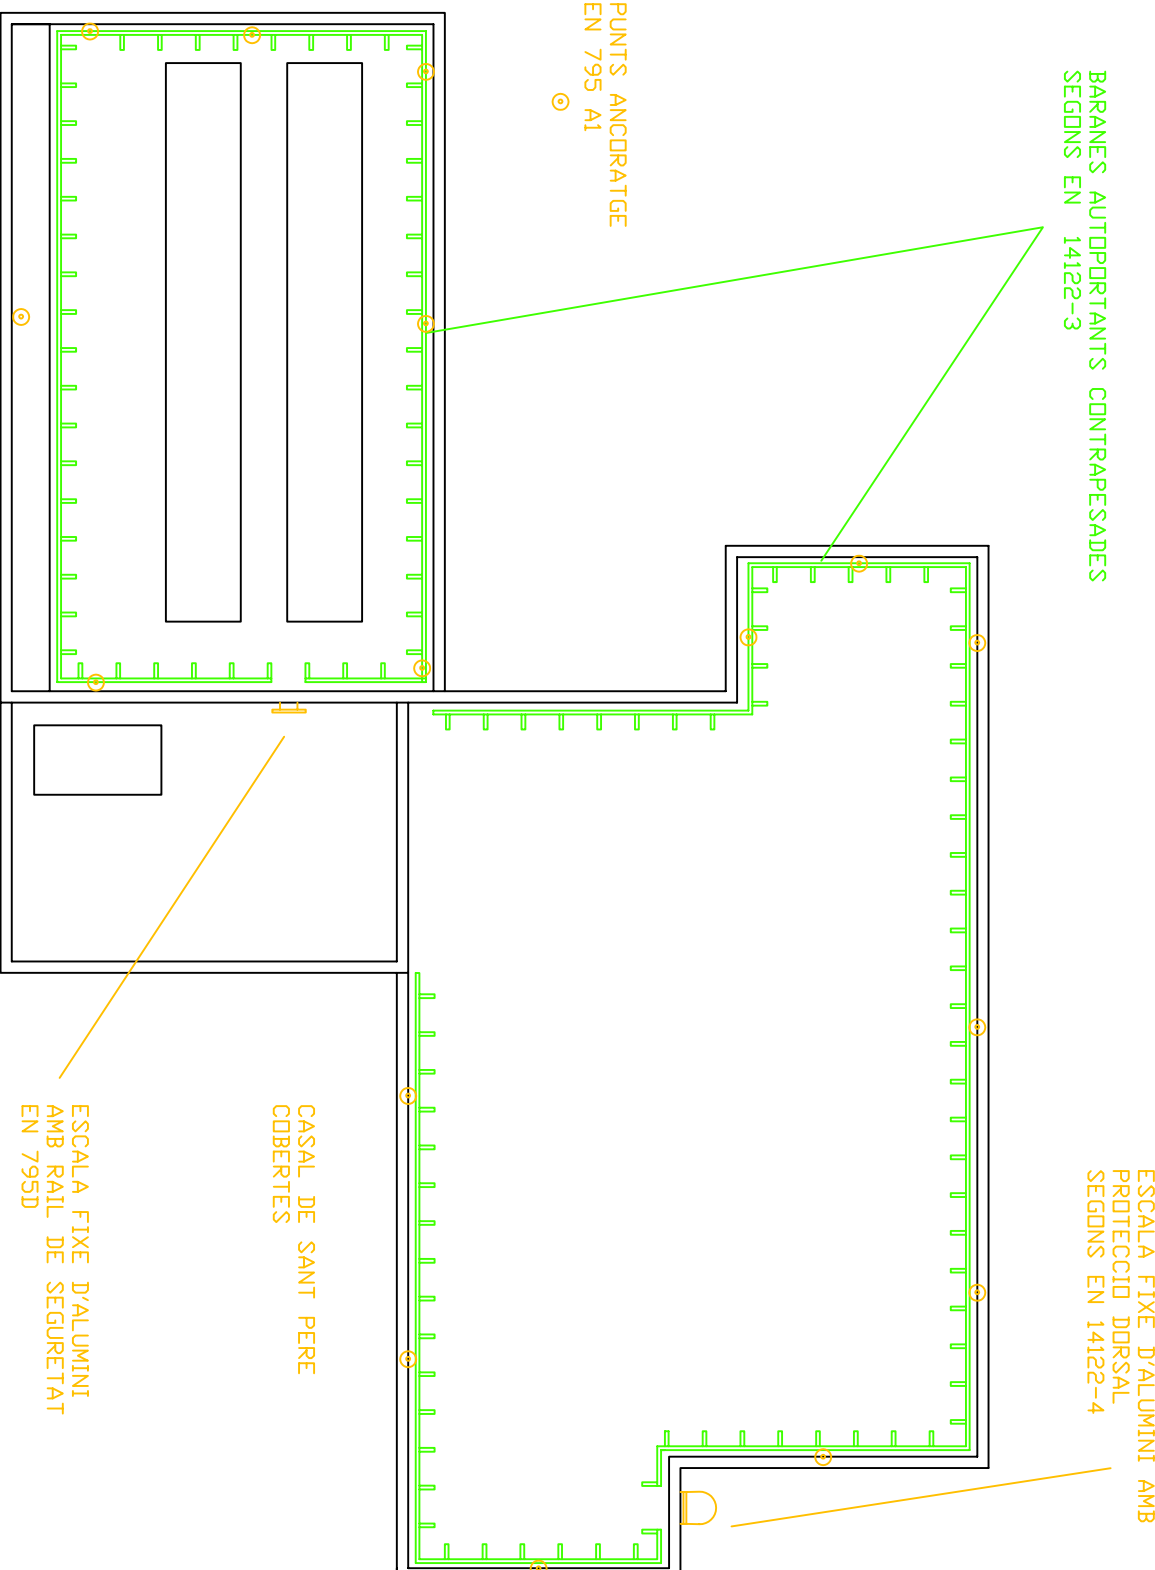 BARANES AUTOPORTANTS CONTRAPESADES
SEGONS EN 14122-3
PUNTS ANCORATGE
EN 795 A1
ESCALA FIXE D'ALUMINI AMB
PROTECCIO DORSAL
SEGONS EN 14122-4
CASAL DE SANT PERE
COBERTES
ESCALA FIXE D'ALUMINI
AMB RAIL DE SEGURETAT
EN 795D